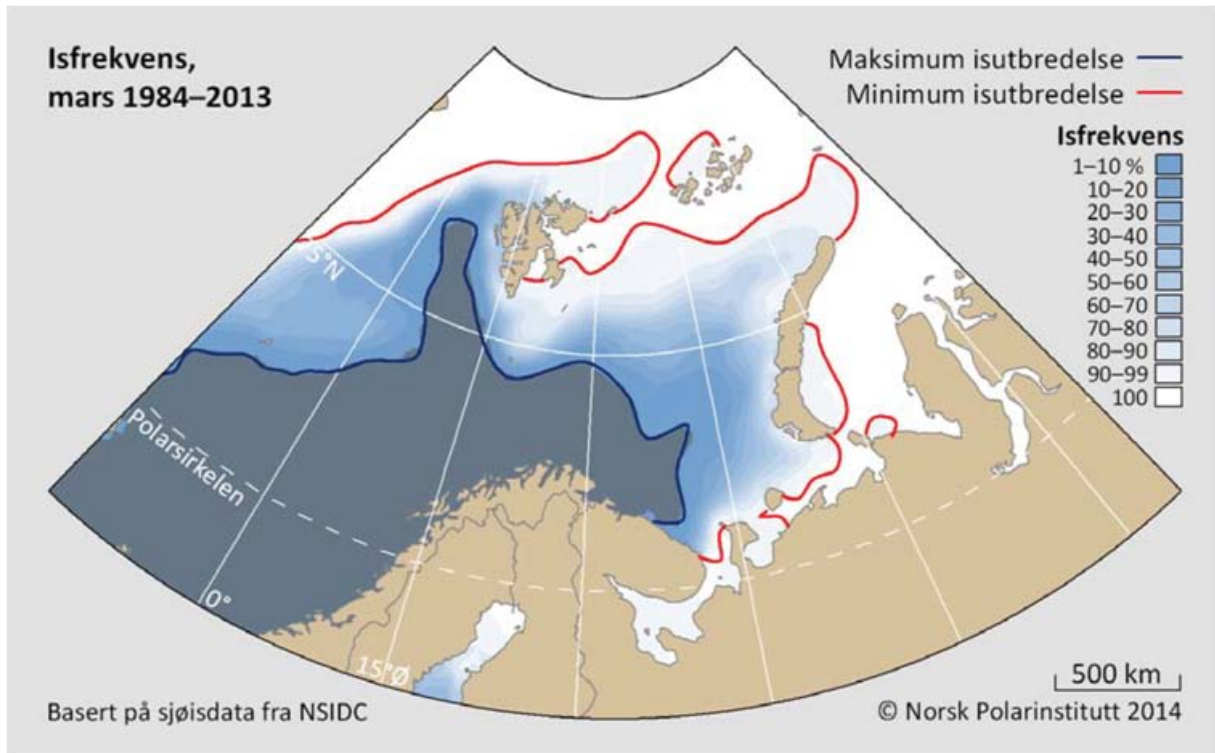 Isfrekvens,
mars 1984–2013
Maksimum isutbredelse
Minimum isutbredelse
Isfrekvens
1–10 %
10–20
20–30
30–40
40–50
50–60
60–70
70–80
80–90
90–99
100
5°N
Polarsirkelen
0°
15°Ø
500 km
Basert på sjøisdata fra NSIDC
© Norsk Polarinstitutt 2014